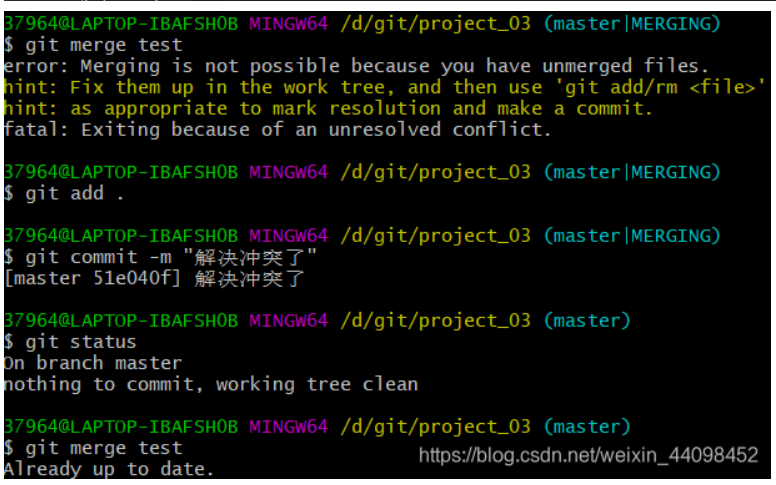 37964@LAPTOP-IBAFSHOB MINGW64 /d/git/project_03 (master|MERGING)
$ git merge test
error: Merging is not possible because you have unmerged files.
hint: Fix them up in the work tree, and then use 'git add/rm <file>'
hint: as appropriate to mark resolution and make a commit.
fatal: Exiting because of an unresolved conflict.
37964@LAPTOP-IBAFSHOB MINGW64 /d/git/project_03 (master|MERGING)
$ git add .
37964@LAPTOP-IBAFSHOB MINGW64 /d/git/project_03 (master|MERGING)
$ git commit -m "解决冲突了"
[master 51e040f] 解决冲突了
37964@LAPTOP-IBAFSHOB MINGW64 /d/git/project_03 (master)
$ git status
On branch master
nothing to commit, working tree clean
37964@LAPTOP-IBAFSHOB MINGW64 /d/git/project_03 (master)
$ git merge test
Already up to date.
https://blog.csdn.net/weixin_44098452